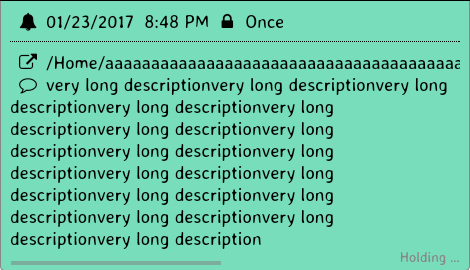 01/23/2017 8:48 PM Once
/Home/aaaaaaaaaaaaaaaaaaaaaaaaaaaaaaaaaaaaaaa
very long descriptionvery long descriptionvery long
descriptionvery long descriptionvery long
descriptionvery long descriptionvery long
descriptionvery long descriptionvery long
descriptionvery long descriptionvery long
descriptionvery long descriptionvery long
descriptionvery long descriptionvery long
descriptionvery long description
Holding ...